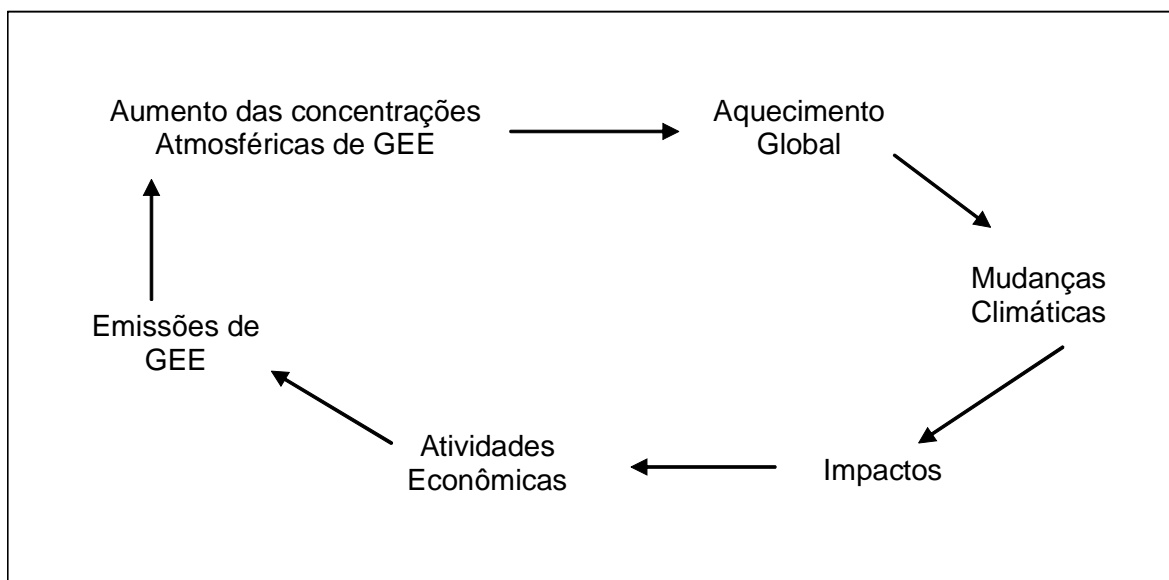 Aumento das concentrações
Atmosféricas de GEE
Aquecimento
Global
Mudanças
Climáticas
Impactos
Atividades
Econômicas
Emissões de
GEE